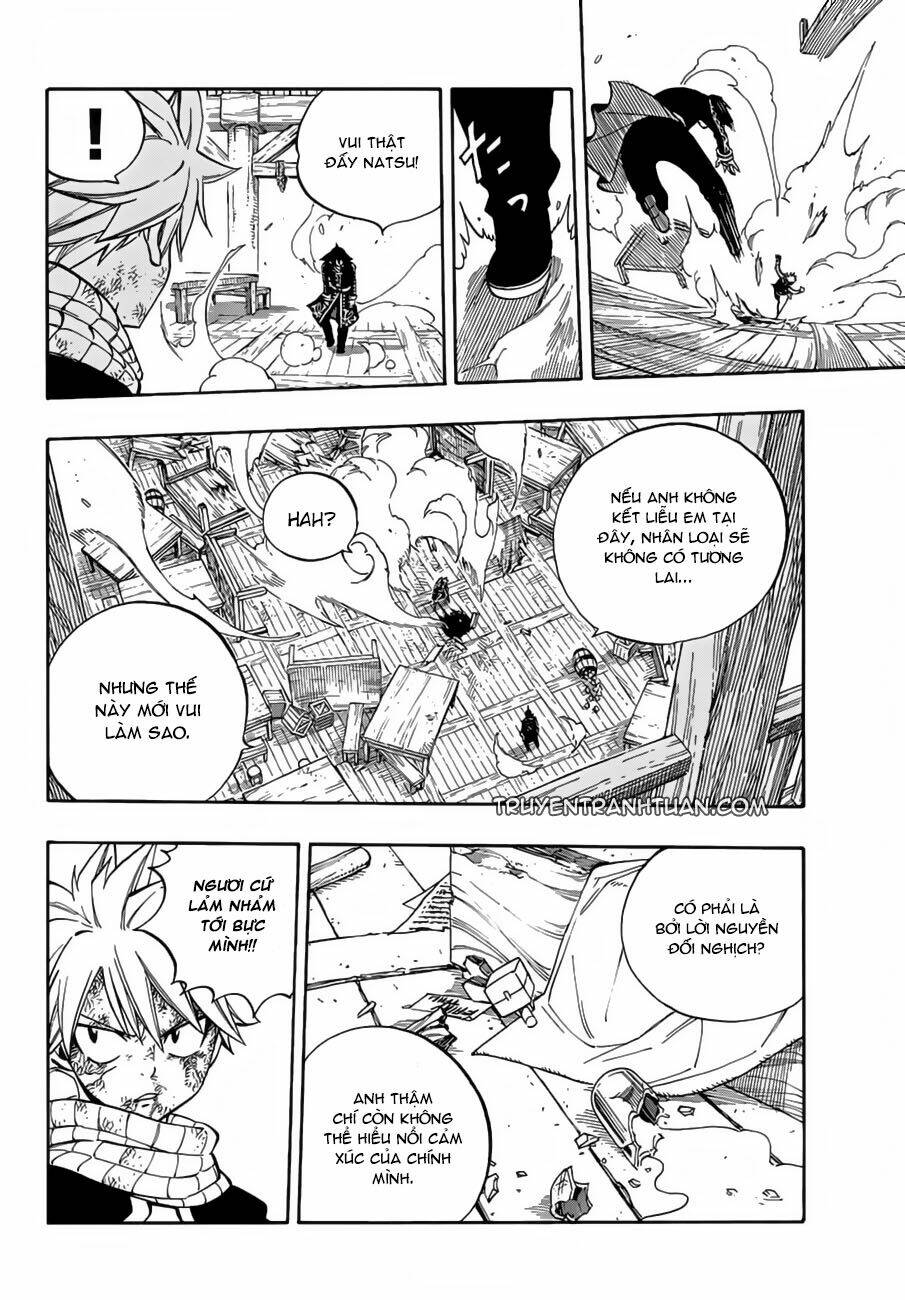 VUI THẬT
ĐẤY NATSU!
!
NẾU ANH KHÔNG
KẾT LIỄU EM TẠI
ĐÂY, NHÂN LOẠI SẼ
KHÔNG CÓ TƯƠNG
LAI...
HAH?
NHƯNG THẾ
NÀY MỚI VUI
LÀM SAO.
TRUYENTRANHTUAN.COM
CÓ PHẢI LÀ
BỞI LỜI NGUYỀN
ĐỐI NGHỊCH?
ANH THẬM
CHÍ CÒN KHÔNG
THỂ HIỂU NỔI CẢM
XÚC CỦA CHÍNH
MÌNH.
NGƯƠI CỨ
LẢM NHẢM
TỚI BỰC
MÌNH!!